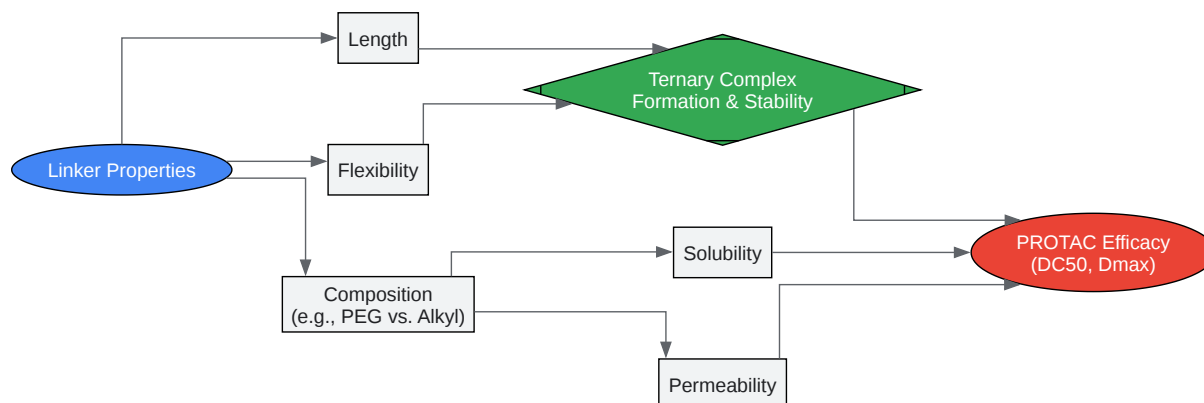 Length
Ternary Complex
Formation & Stability
Linker Properties
Flexibility
Solubility
PROTAC Efficacy
(DC50, Dmax)
Composition
(e.g., PEG vs. Alkyl)
Permeability